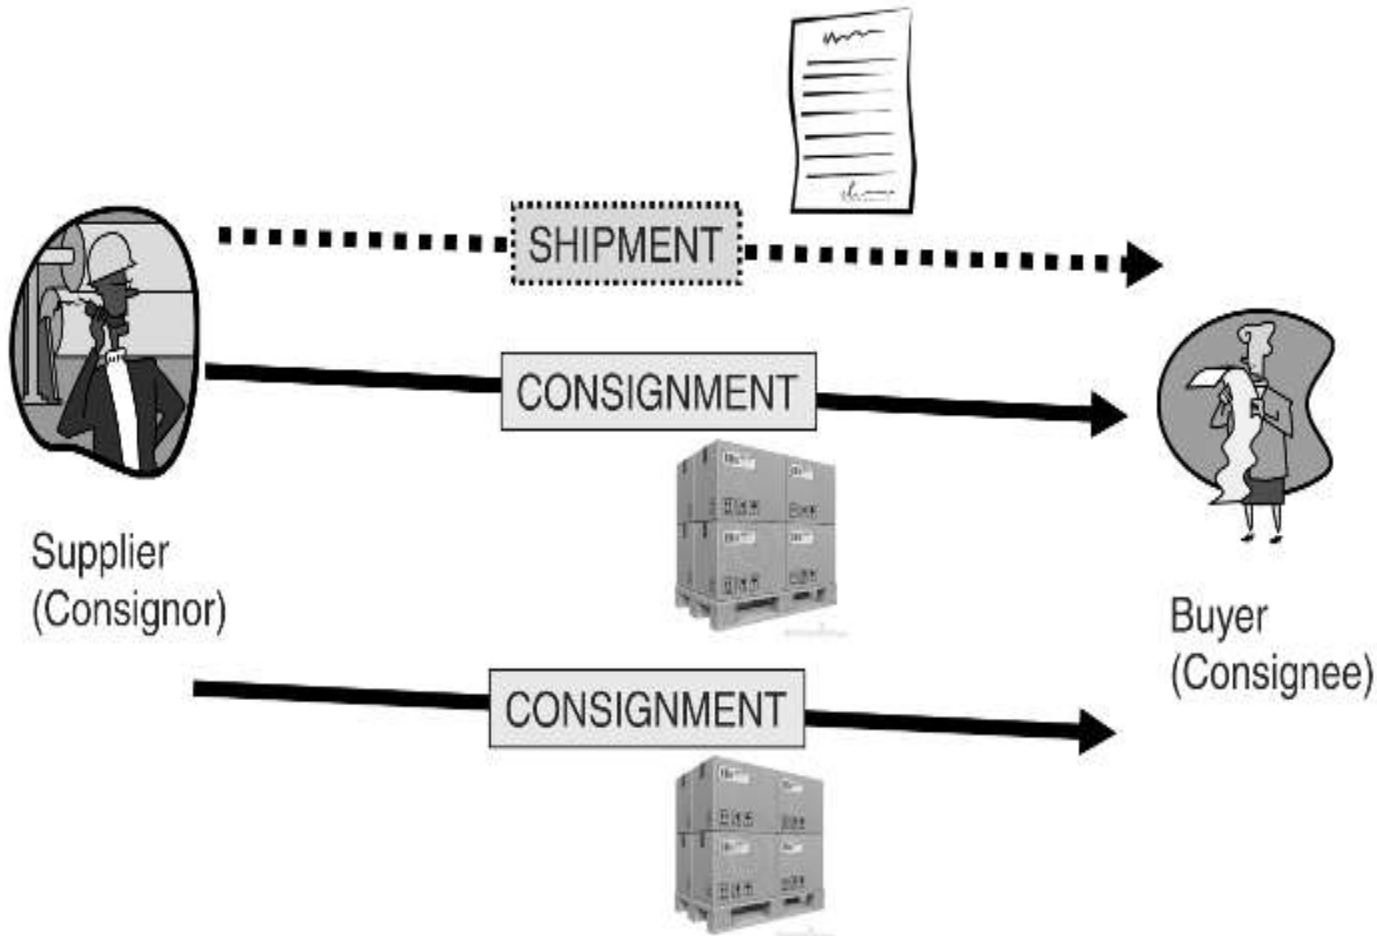 SHIPMENT
CONSIGNMENT
Supplier
(Consignor)
Buyer
(Consignee)
CONSIGNMENT